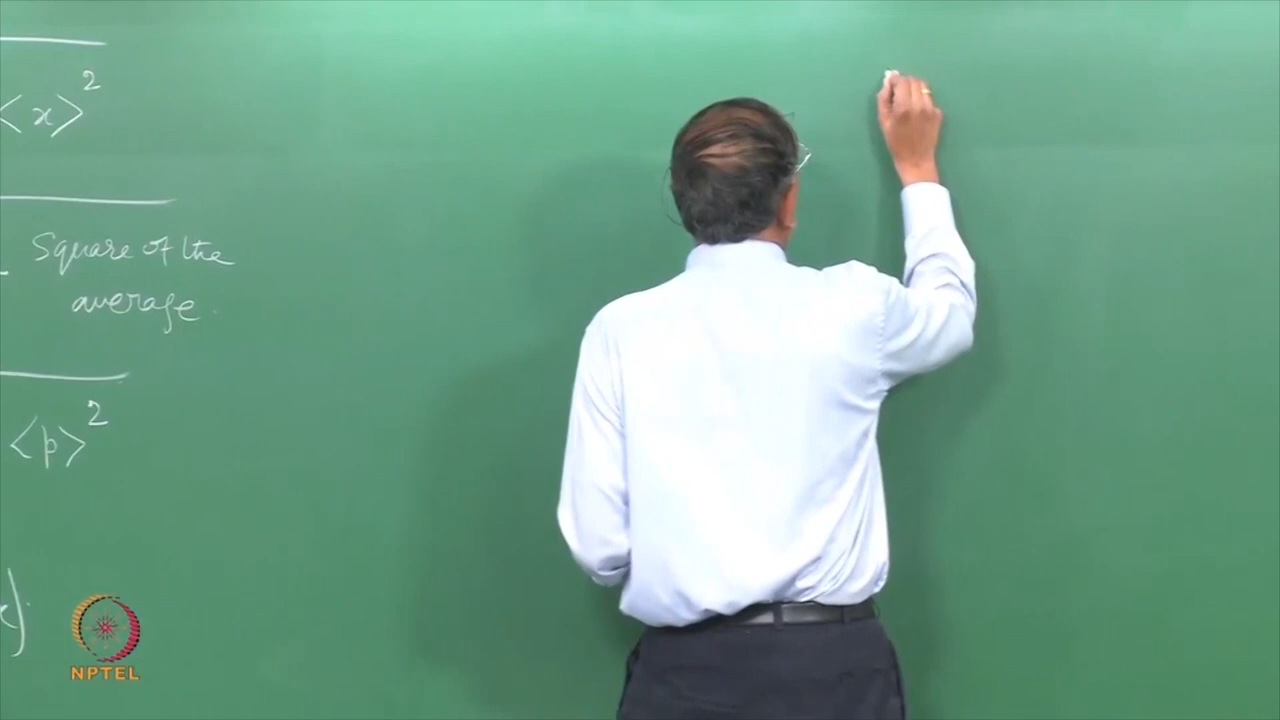 <x>²
Square of the
average.
<p>²
NPTEL